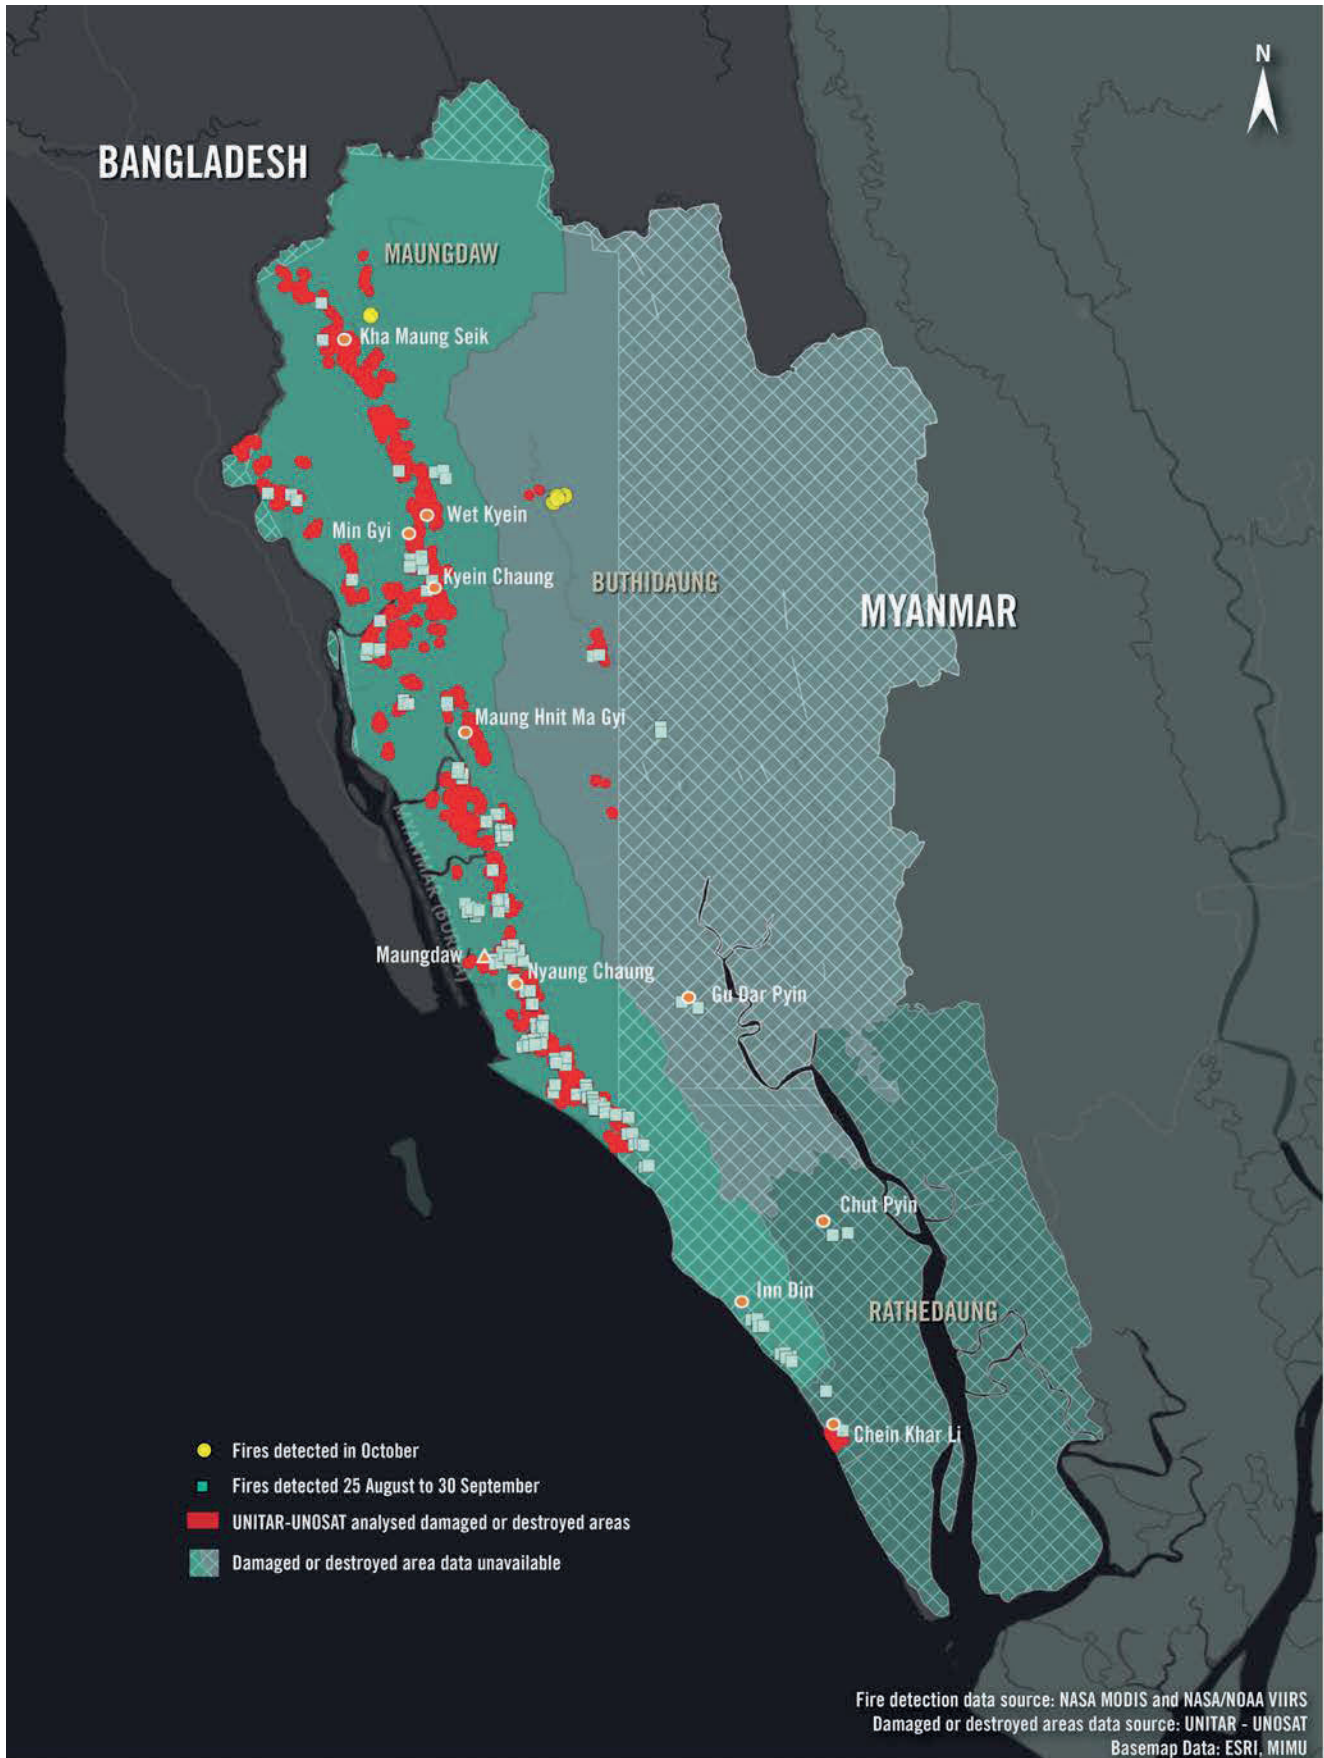 N
BANGLADESH
MAUNGDAW
Kha Maung Seik
Wet Kyein
Min Gyi
Kyein Chaung
BUTHIDAUNG
MYANMAR
Maung Hnit Ma Gyi
MYANMAR (BURMA)
Maungdaw
Nyaung Chaung
Gu Dar Pyin
Chut Pyin
Inn Din
RATHEDAUNG
Chein Khar Li
Fires detected in October
Fires detected 25 August to 30 September
UNITAR-UNOSAT analysed damaged or destroyed areas
Damaged or destroyed area data unavailable
Fire detection data source: NASA MODIS and NASA/NOAA VIIRS
Damaged or destroyed areas data source: UNITAR - UNOSAT
Basemap Data: ESRI, MIMU